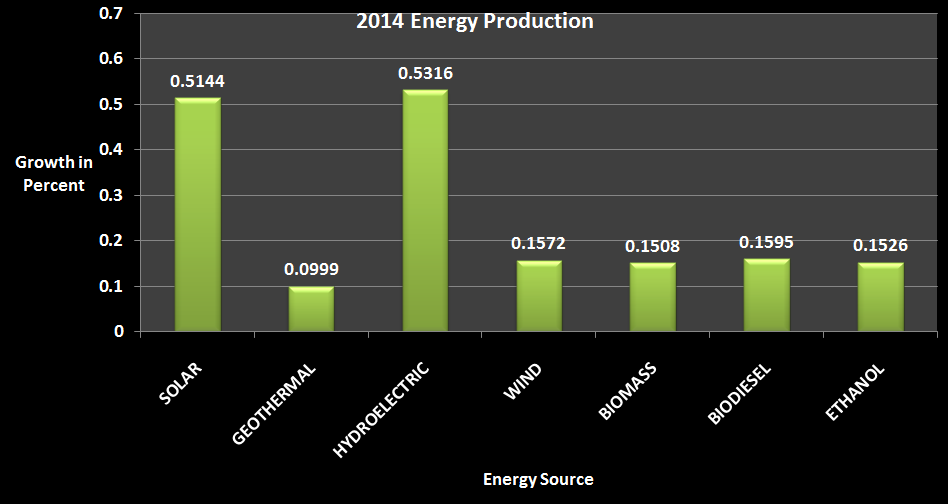 2014 Energy Production
0.7
0.6
0.5
0.4
0.3
0.2
0.1
0
Growth in
Percent
0.5144
0.0999
0.5316
0.1572
0.1508
0.1595
0.1526
SOLAR
GEOTHERMAL
HYDROELECTRIC
WIND
BIOMASS
BIODIESEL
ETHANOL
Energy Source